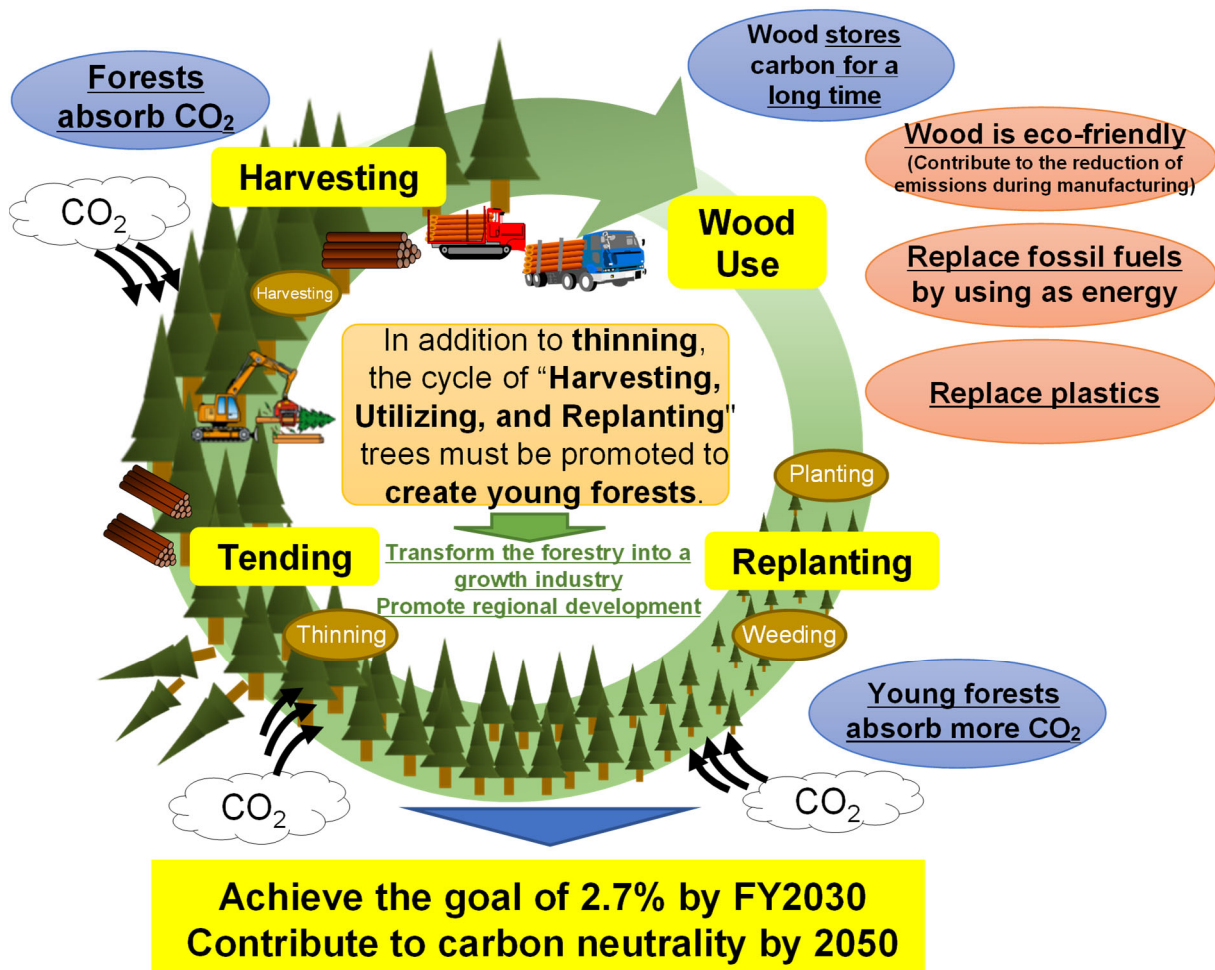 Forests
absorb CO₂
Wood stores
carbon for a
long time
Wood is eco-friendly
(Contribute to the reduction of
emissions during manufacturing)
Harvesting
CO₂
Wood
Use
Replace fossil fuels
by using as energy
Harvesting
In addition to thinning,
the cycle of “Harvesting,
Utilizing, and Replanting"
trees must be promoted to
create young forests.
Replace plastics
Planting
Tending
Transform the forestry into a
growth industry
Promote regional development
Replanting
Thinning
Weeding
Young forests
absorb more CO₂
CO₂
CO₂
Achieve the goal of 2.7% by FY2030
Contribute to carbon neutrality by 2050